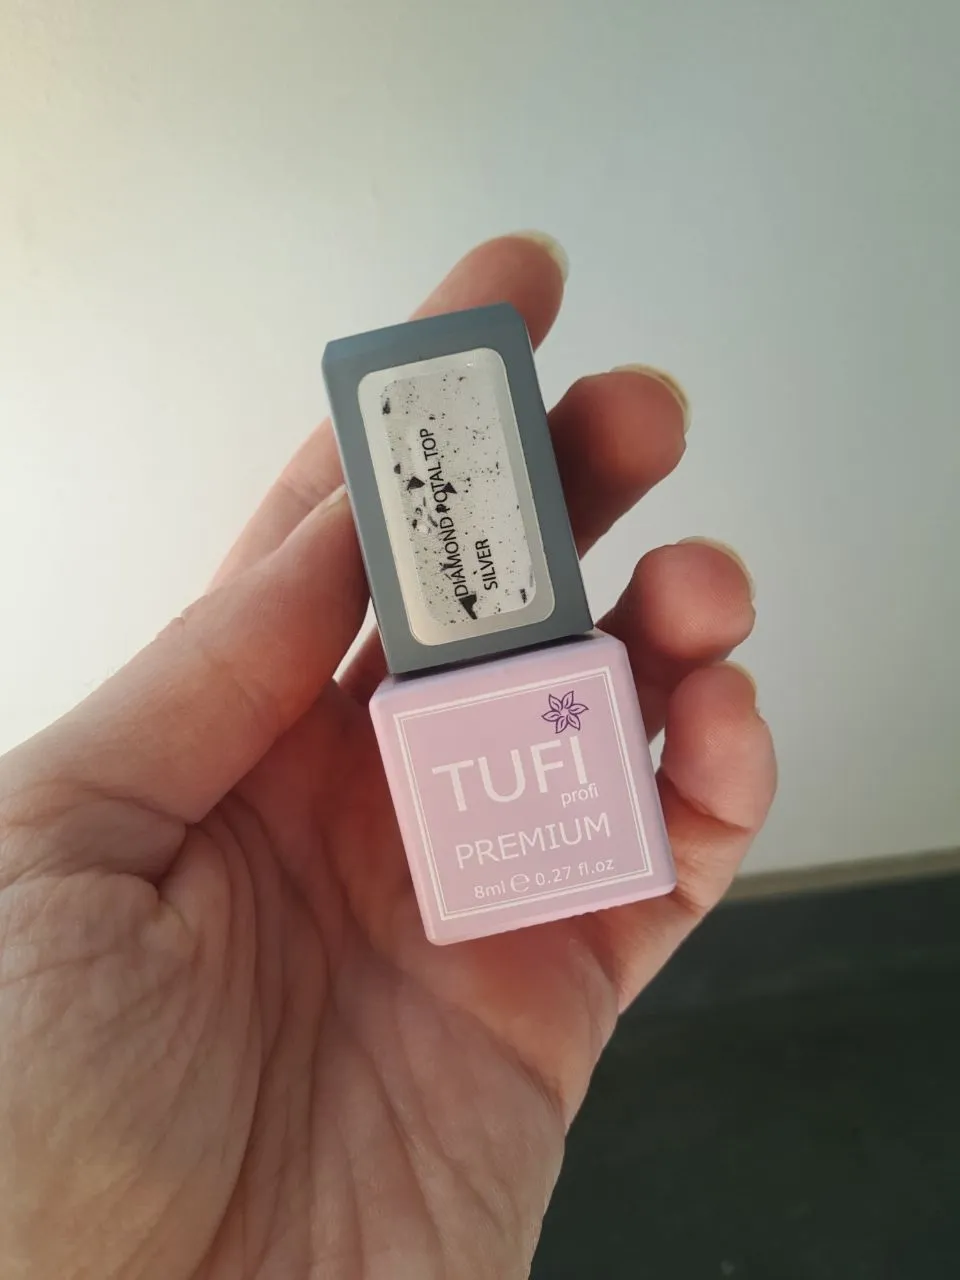 DIAMOND POTAL TOP
SILVER
TUFI
profi
PREMIUM
8ml ℮ 0.27 fl.oz